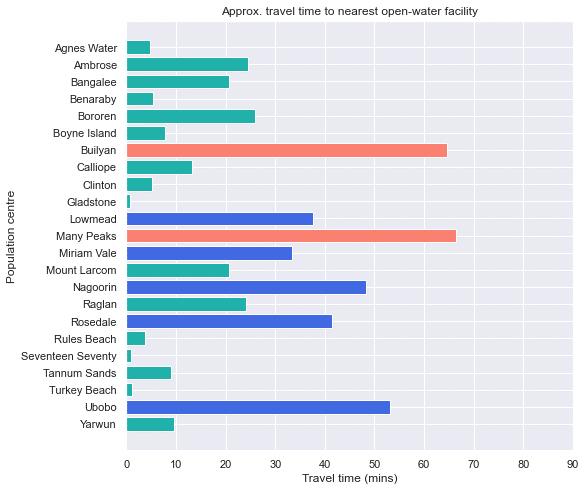 Approx. travel time to nearest open-water facility
Population centre
Agnes Water
Ambrose
Bangalee
Benaraby
Bororen
Boyne Island
Builyan
Calliope
Clinton
Gladstone
Lowmead
Many Peaks
Miriam Vale
Mount Larcom
Nagoorin
Raglan
Rosedale
Rules Beach
Seventeen Seventy
Tannum Sands
Turkey Beach
Ubobo
Yarwun
0 10 20 30 40 50 60 70 80 90
Travel time (mins)